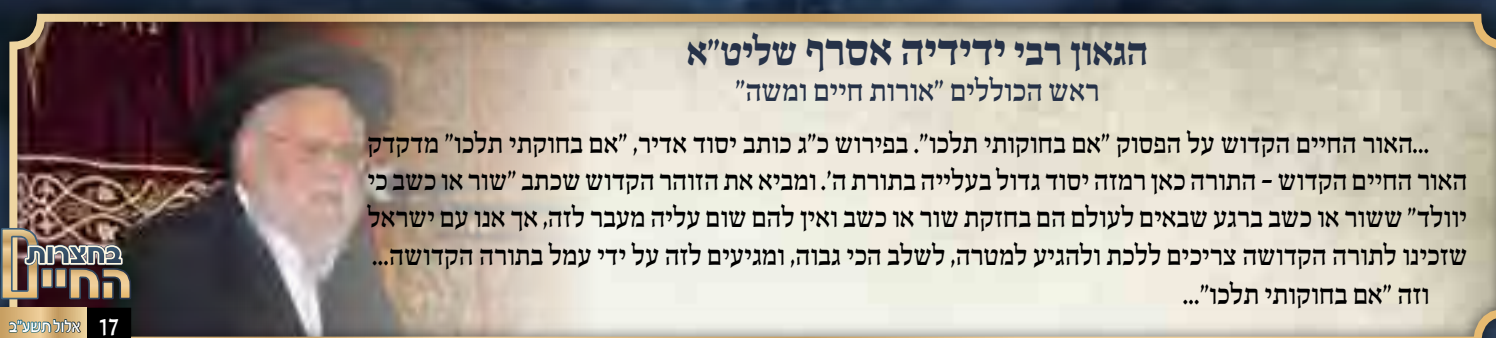 הגאון רבי ידידיה אסרף שליט"א
ראש הכוללים "אורות חיים ומשה"
...האור החיים הקדוש על הפסוק "אם בחוקותי תלכו". בפירוש כ"ג כותב יסוד אדיר, "אם בחוקתי תלכו" מדקדק
האור החיים הקדוש - התורה כאן רמזה יסוד גדול בעלייה בתורת ה'. ומביא את הזוהר הקדוש שכתב "שור או כשב כי
יוולד" ששור או כשב ברגע שבאים לעולם הם בחזקת שור או כשב ואין להם שום עליה מעבר לזה, אך אנו עם ישראל
שזכינו לתורה הקדושה צריכים ללכת ולהגיע למטרה, לשלב הכי גבוה, ומגיעים לזה על ידי עמל בתורה הקדושה...
וזה "אם בחוקותי תלכו"...
בחצרות
החיים
17 אלול תשע"ב